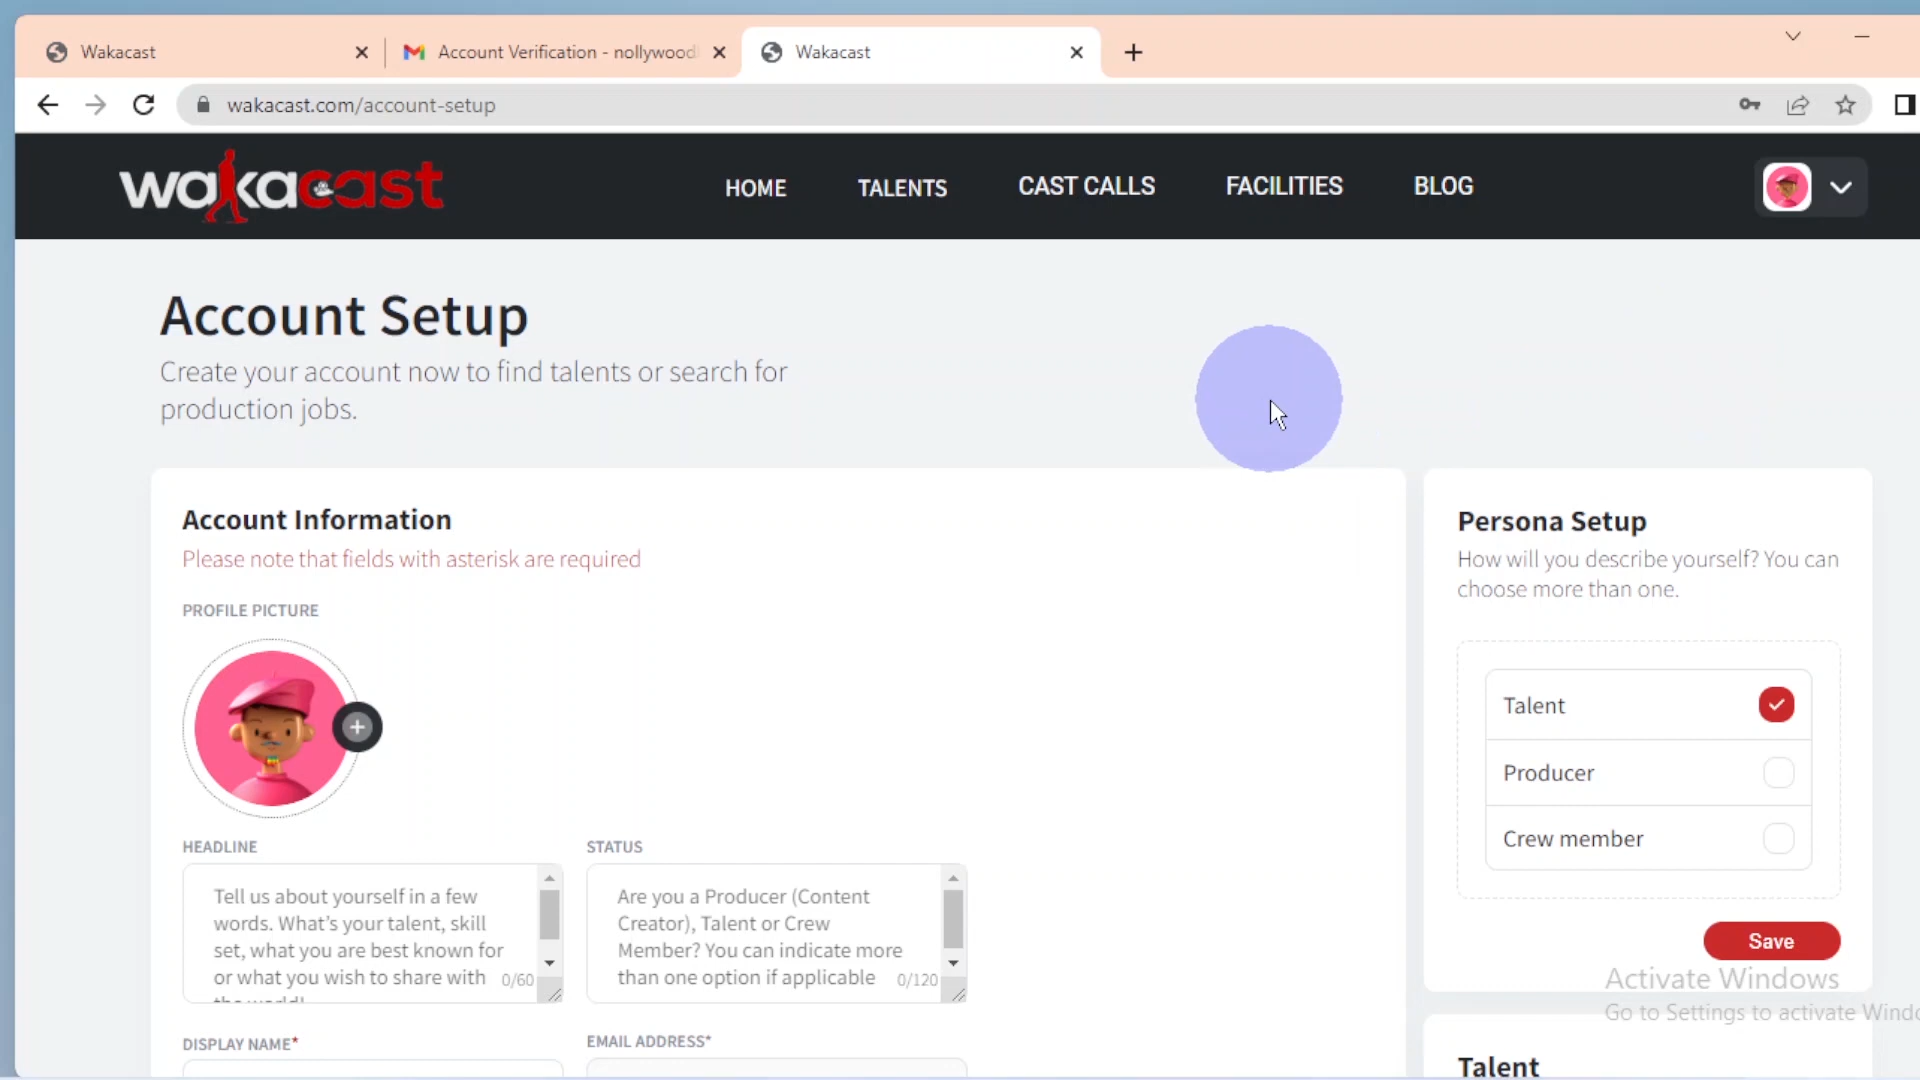 Wakacast
Account Verification - nollywood
Wakacast
wakacast.com/account-setup
wakacast
HOME
TALENTS
CAST CALLS
FACILITIES
BLOG
Account Setup
Create your account now to find talents or search for
production jobs.
Account Information
Please note that fields with asterisk are required
PROFILE PICTURE
HEADLINE
Tell us about yourself in a few
words. What's your talent, skill
set, what you are best known for
or what you wish to share with
0/60
STATUS
Are you a Producer (Content
Creator), Talent or Crew
Member? You can indicate more
than one option if applicable
0/120
DISPLAY NAME*
EMAIL ADDRESS*
Persona Setup
How will you describe yourself? You can
choose more than one.
Talent
Producer
Crew member
Save
Activate Windows
Go to Settings to activate Windo
Talent